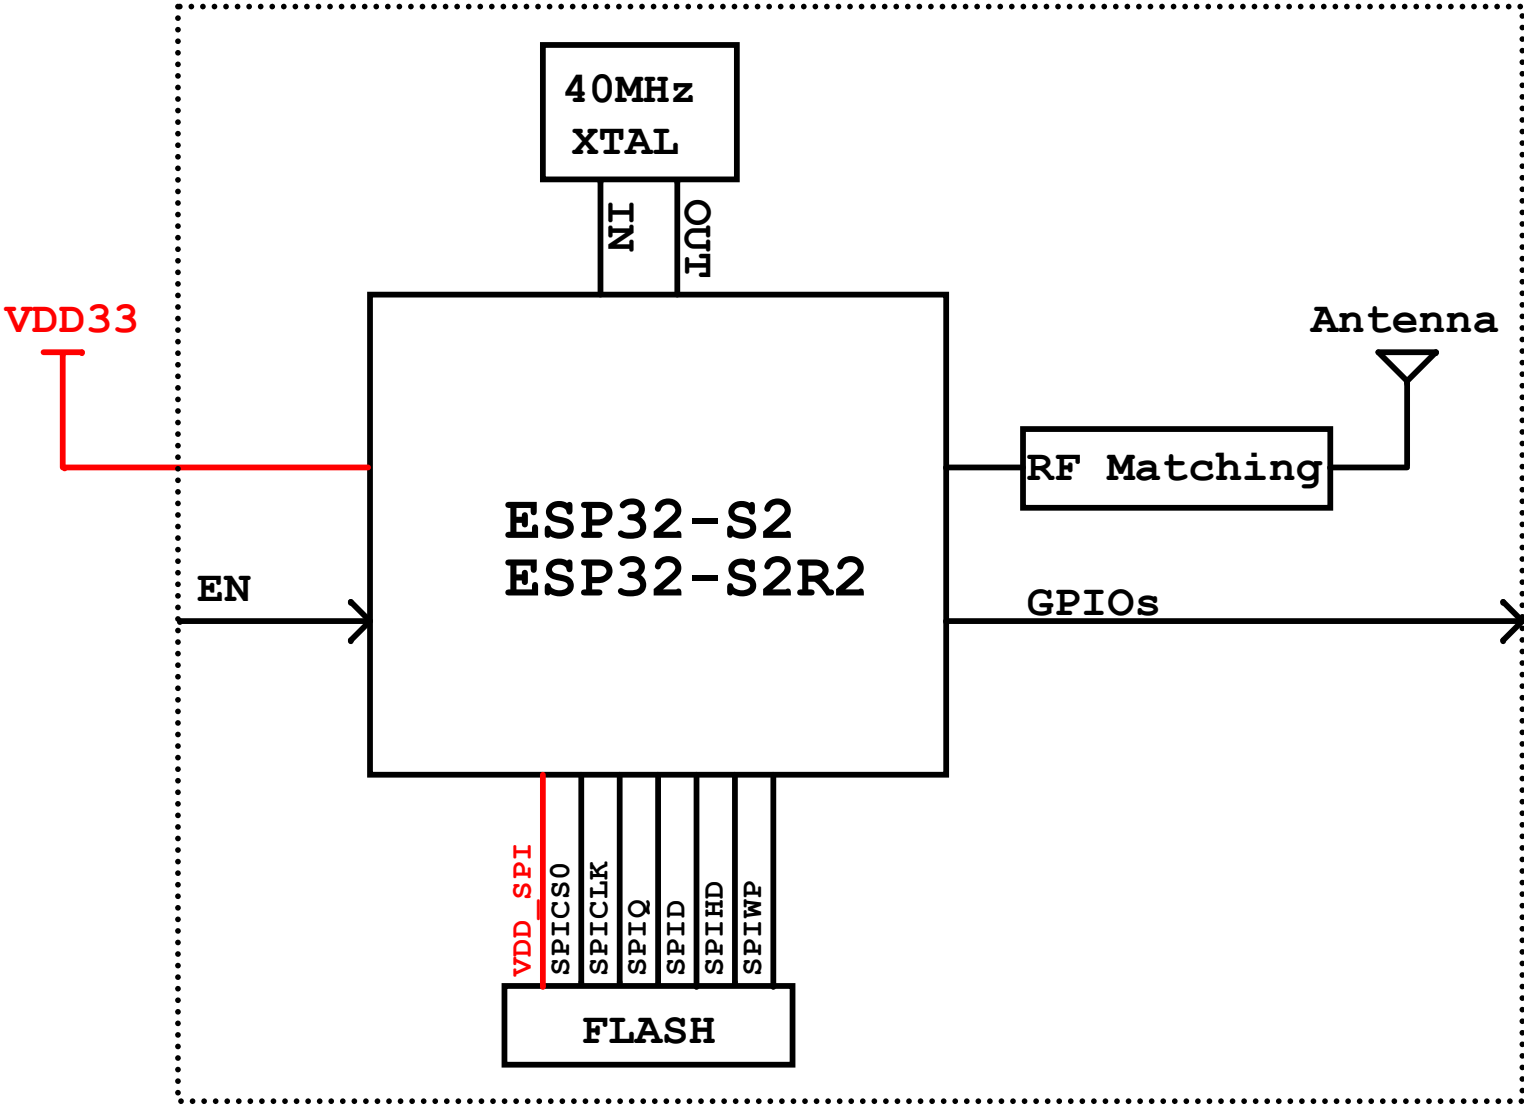 40MHz
XTAL
IN
OUT
VDD33
Antenna
RF Matching
ESP32-S2
ESP32-S2R2
EN
GPIOs
VDD_SPI
SPICS0
SPICLK
SPIQ
SPID
SPIHD
SPIWP
FLASH